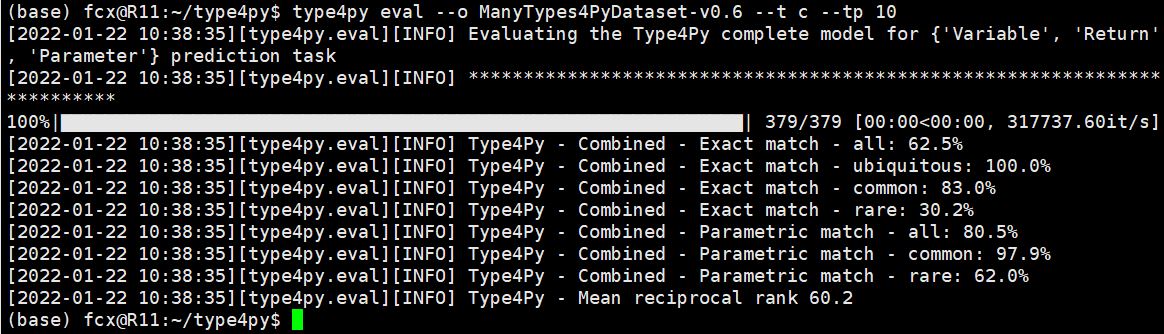 (base) fcx@R11:~/type4py$ type4py eval --o ManyTypes4PyDataset-v0.6 --t c --tp 10
[2022-01-22 10:38:35][type4py.eval][INFO] Evaluating the Type4Py complete model for {'Variable', 'Return'
, 'Parameter'} prediction task
[2022-01-22 10:38:35][type4py.eval][INFO] ***************************************************************
**********
100%|██████████████████████████████████████████████████████████████| 379/379 [00:00<00:00, 317737.60it/s]
[2022-01-22 10:38:35][type4py.eval][INFO] Type4Py - Combined - Exact match - all: 62.5%
[2022-01-22 10:38:35][type4py.eval][INFO] Type4Py - Combined - Exact match - ubiquitous: 100.0%
[2022-01-22 10:38:35][type4py.eval][INFO] Type4Py - Combined - Exact match - common: 83.0%
[2022-01-22 10:38:35][type4py.eval][INFO] Type4Py - Combined - Exact match - rare: 30.2%
[2022-01-22 10:38:35][type4py.eval][INFO] Type4Py - Combined - Parametric match - all: 80.5%
[2022-01-22 10:38:35][type4py.eval][INFO] Type4Py - Combined - Parametric match - common: 97.9%
[2022-01-22 10:38:35][type4py.eval][INFO] Type4Py - Combined - Parametric match - rare: 62.0%
[2022-01-22 10:38:35][type4py.eval][INFO] Type4Py - Mean reciprocal rank 60.2
(base) fcx@R11:~/type4py$